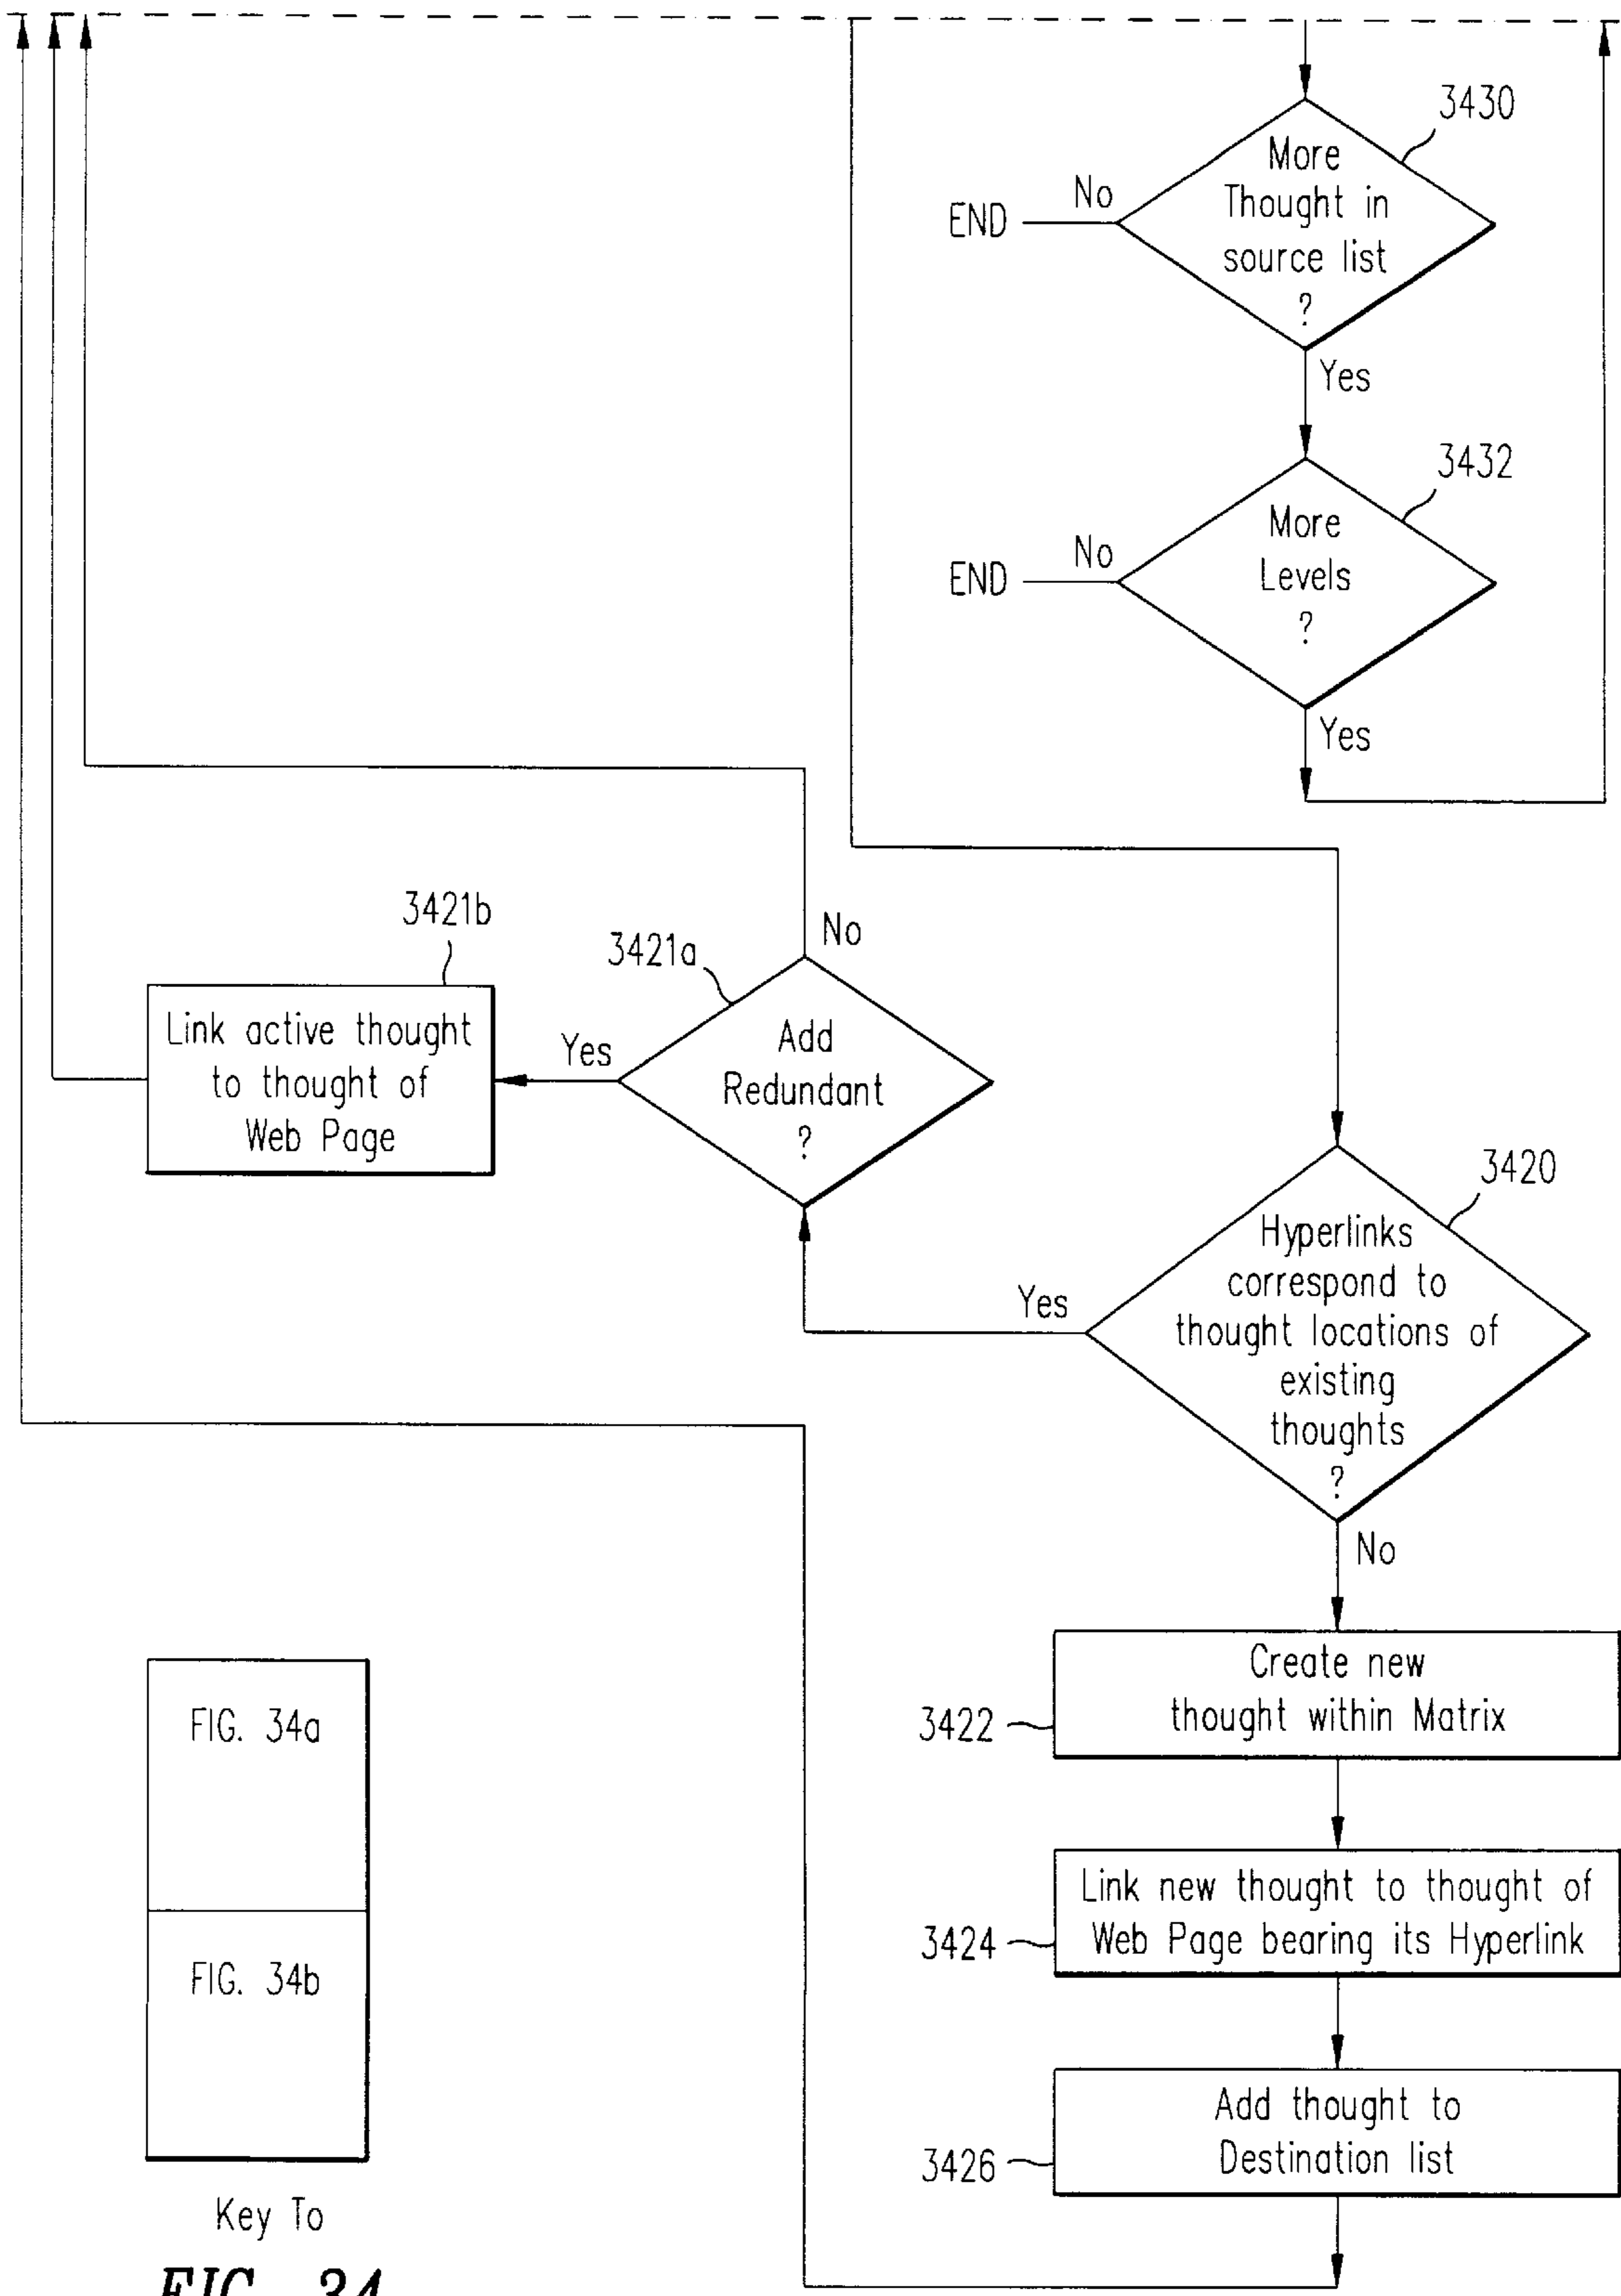 3430
More
Thought in
source list
?
No
END
Yes
3432
More
Levels
?
No
END
Yes
3421b
Link active thought
to thought of
Web Page
Yes
3421a
No
Add
Redundant
?
3420
Hyperlinks
correspond to
thought locations of
existing
thoughts
?
Yes
No
Create new
thought within Matrix
3422
Link new thought to thought of
Web Page bearing its Hyperlink
3424
Add thought to
Destination list
3426
FIG. 34a
FIG. 34b
Key To
FIG. 34